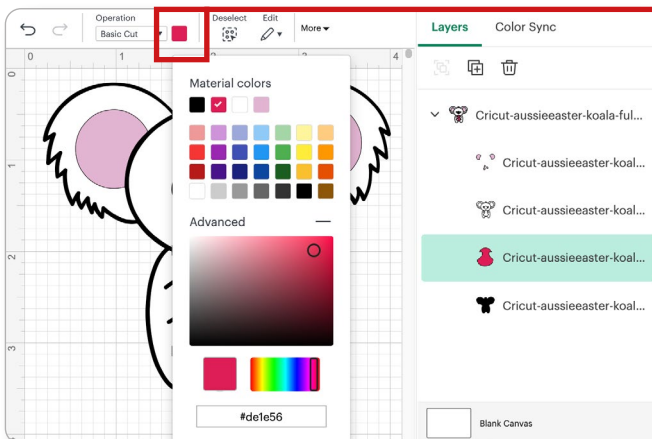 Operation
Basic Cut
Deselect
Edit
More
Layers
Color Sync
0
1
2
3
4
0
1
2
3
Material colors
Advanced
#de1e56
Cricut-aussieeaster-koala-ful...
Cricut-aussieeaster-koal...
Cricut-aussieeaster-koal...
Cricut-aussieeaster-koal...
Cricut-aussieeaster-koal...
Blank Canvas